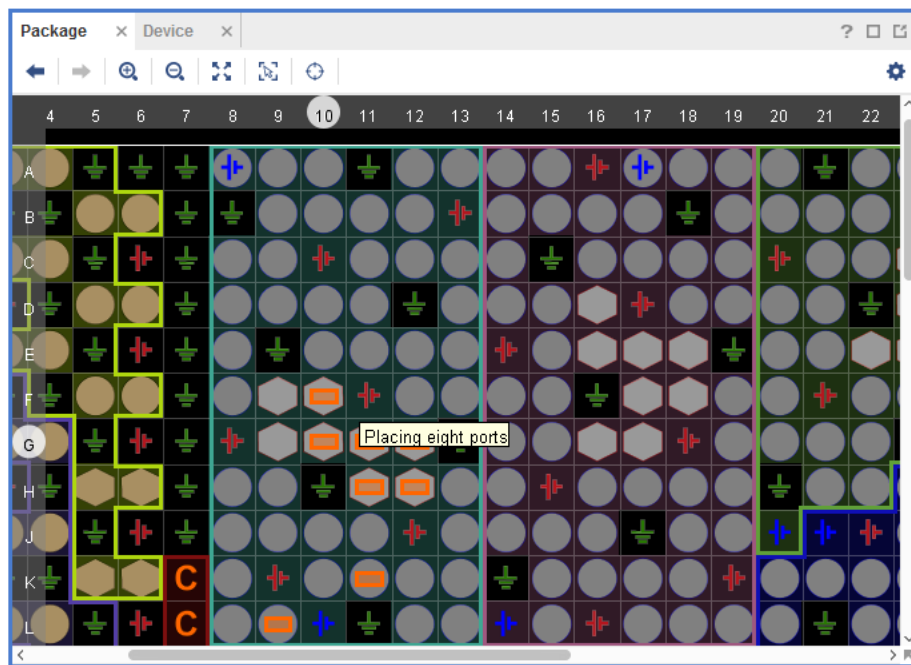 Package × Device ×
?
4 5 6 7 8 9 10 11 12 13 14 15 16 17 18 19 20 21 22
A
B
C
D
E
F
G
Placing eight ports
H
J
K C
L C